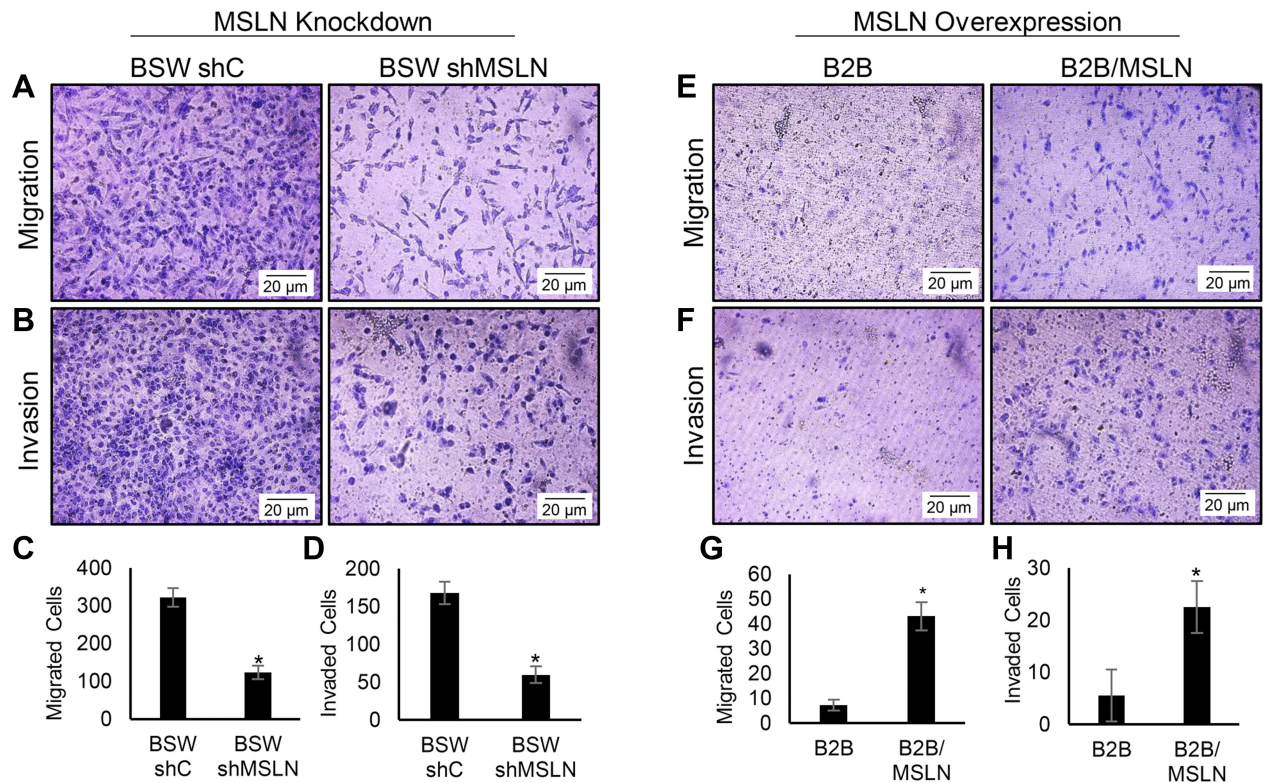 MSLN Knockdown
MSLN Overexpression
BSW shC
BSW shMSLN
B2B
B2B/MSLN
A
E
Migration
Migration
20 µm
20 µm
20 µm
20 µm
B
F
Invasion
Invasion
20 µm
20 µm
20 µm
20 µm
C
Migrated Cells
400
300
200
100
0
*
BSW
shC
BSW
shMSLN
D
Invaded Cells
200
150
100
50
0
*
BSW
shC
BSW
shMSLN
G
Migrated Cells
60
50
40
30
20
10
0
*
B2B
B2B/
MSLN
H
Invaded Cells
30
20
10
0
*
B2B
B2B/
MSLN